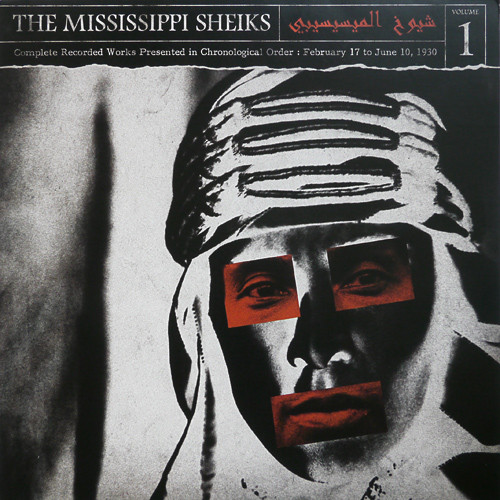 THE MISSISSIPPI SHEIKS شيوخ الميسيسيبي
Complete Recorded Works Presented in Chronological Order : February 17 to June 10, 1930
VOLUME
1